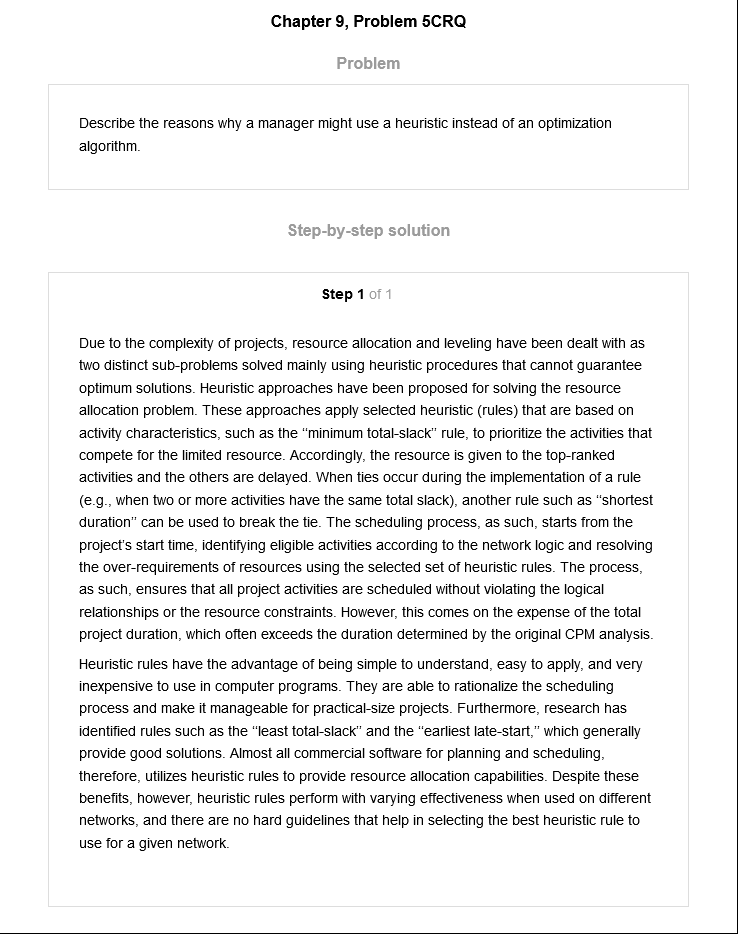 Chapter 9, Problem 5CRQ
Problem
Describe the reasons why a manager might use a heuristic instead of an optimization
algorithm.
Step-by-step solution
Step 1 of 1
Due to the complexity of projects, resource allocation and leveling have been dealt with as
two distinct sub-problems solved mainly using heuristic procedures that cannot guarantee
optimum solutions. Heuristic approaches have been proposed for solving the resource
allocation problem. These approaches apply selected heuristic (rules) that are based on
activity characteristics, such as the ‘‘minimum total-slack’’ rule, to prioritize the activities that
compete for the limited resource. Accordingly, the resource is given to the top-ranked
activities and the others are delayed. When ties occur during the implementation of a rule
(e.g., when two or more activities have the same total slack), another rule such as ‘‘shortest
duration’’ can be used to break the tie. The scheduling process, as such, starts from the
project’s start time, identifying eligible activities according to the network logic and resolving
the over-requirements of resources using the selected set of heuristic rules. The process,
as such, ensures that all project activities are scheduled without violating the logical
relationships or the resource constraints. However, this comes on the expense of the total
project duration, which often exceeds the duration determined by the original CPM analysis.
Heuristic rules have the advantage of being simple to understand, easy to apply, and very
inexpensive to use in computer programs. They are able to rationalize the scheduling
process and make it manageable for practical-size projects. Furthermore, research has
identified rules such as the ‘‘least total-slack’’ and the ‘‘earliest late-start,’’ which generally
provide good solutions. Almost all commercial software for planning and scheduling,
therefore, utilizes heuristic rules to provide resource allocation capabilities. Despite these
benefits, however, heuristic rules perform with varying effectiveness when used on different
networks, and there are no hard guidelines that help in selecting the best heuristic rule to
use for a given network.